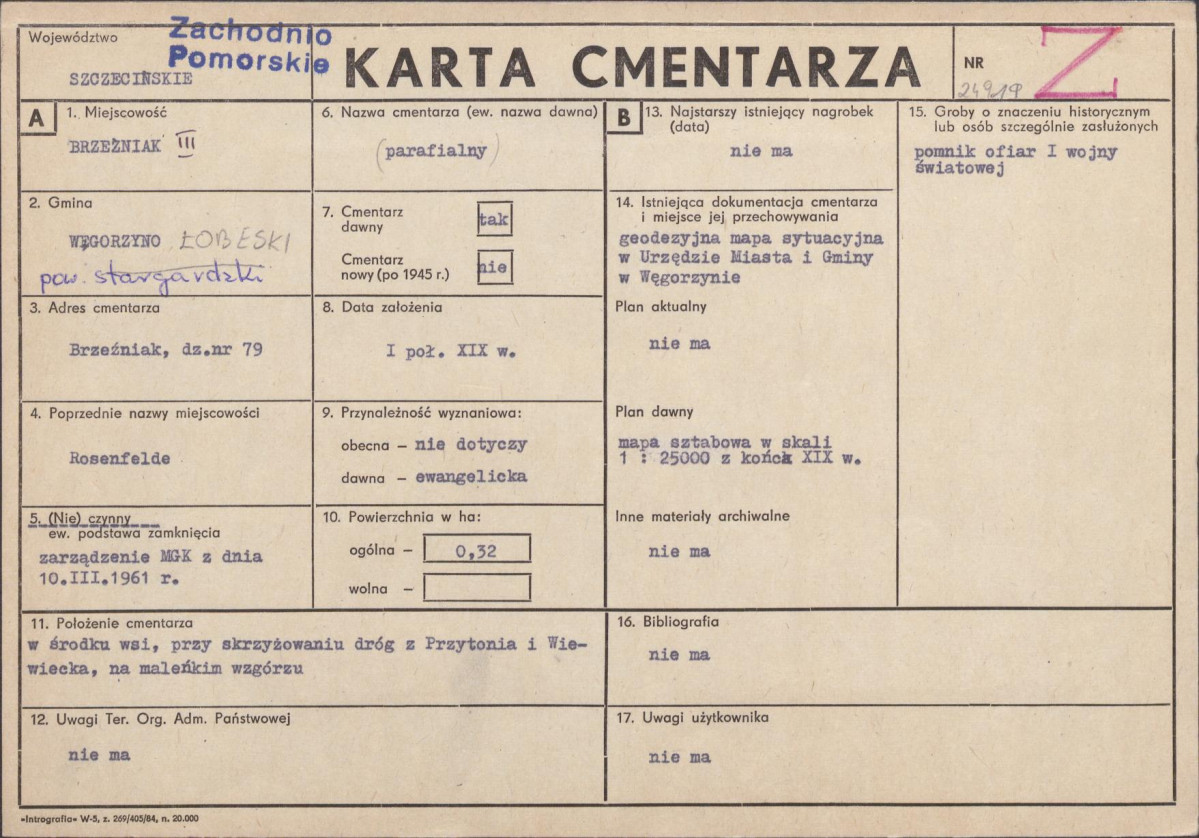 Województwo
Zachodnio
Pomorskie
SZCZECIŃSKIE
KARTA CMENTARZA
NR
Z
A
1. Miejscowość
BRZEŹNIAK III
2. Gmina
WĘGORZYNO ŁOBESKI
pow. stargardzki
3. Adres cmentarza
Brzeźniak, dz.nr 79
4. Poprzednie nazwy miejscowości
Rosenfelde
5. (Nie) czynny
ew. podstawa zamknięcia
zarządzenie MGK z dnia
10.III.1961 r.
6. Nazwa cmentarza (ew. nazwa dawna)
(parafialny)
7. Cmentarz
dawny
tak
Cmentarz
nowy (po 1945 r.)
nie
8. Data założenia
I poł. XIX w.
9. Przynależność wyznaniowa:
obecna – nie dotyczy
dawna – ewangelicka
10. Powierzchnia w ha:
ogólna – 0,32
wolna –
11. Położenie cmentarza
w środku wsi, przy skrzyżowaniu dróg z Przytonia i Wie-
wiecka, na maleńkim wzgórzu
12. Uwagi Ter. Org. Adm. Państwowej
nie ma
B
13. Najstarszy istniejący nagrobek
(data)
nie ma
14. Istniejąca dokumentacja cmentarza
i miejsce jej przechowywania
geodezyjna mapa sytuacyjna
w Urzędzie Miasta i Gminy
w Węgorzynie
Plan aktualny
nie ma
Plan dawny
mapa sztabowa w skali
1 : 25000 z końca XIX w.
Inne materiały archiwalne
nie ma
15. Groby o znaczeniu historycznym
lub osób szczególnie zasłużonych
pomnik ofiar I wojny
światowej
16. Bibliografia
nie ma
17. Uwagi użytkownika
nie ma
»Intrografia« W-5, z. 269/405/84, n. 20.000